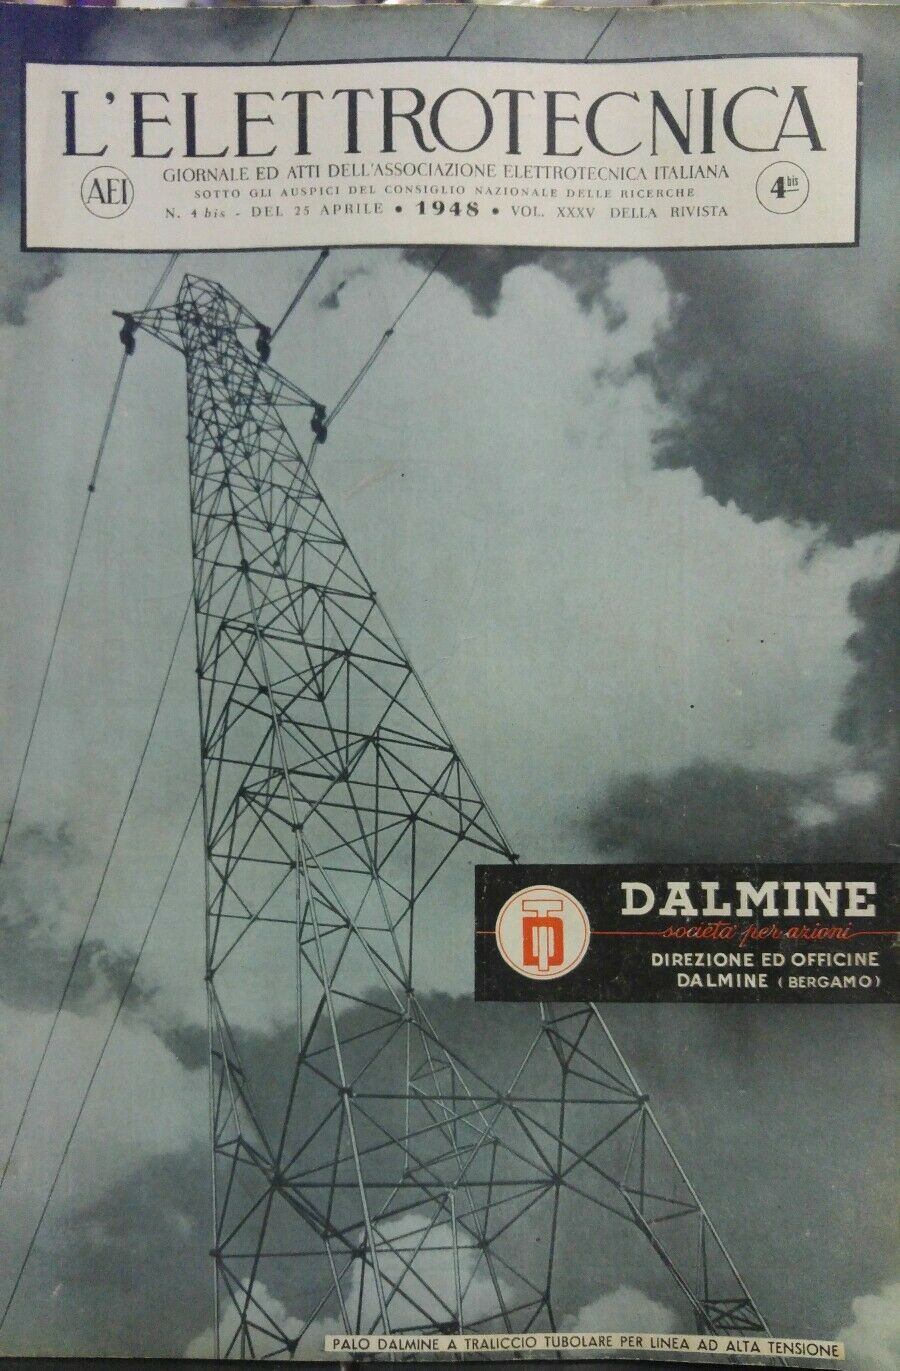 L'ELETTROTECNICA
GIORNALE ED ATTI DELL'ASSOCIAZIONE ELETTROTECNICA ITALIANA
AEI
SOTTO GLI AUSPICI DEL CONSIGLIO NAZIONALE DELLE RICERCHE
4 bis
N. 4 bis - DEL 25 APRILE • 1948 • VOL. XXXV DELLA RIVISTA
DALMINE
società per azioni
DIREZIONE ED OFFICINE
DALMINE (BERGAMO)
PALO DALMINE A TRALICCIO TUBOLARE PER LINEA AD ALTA TENSIONE